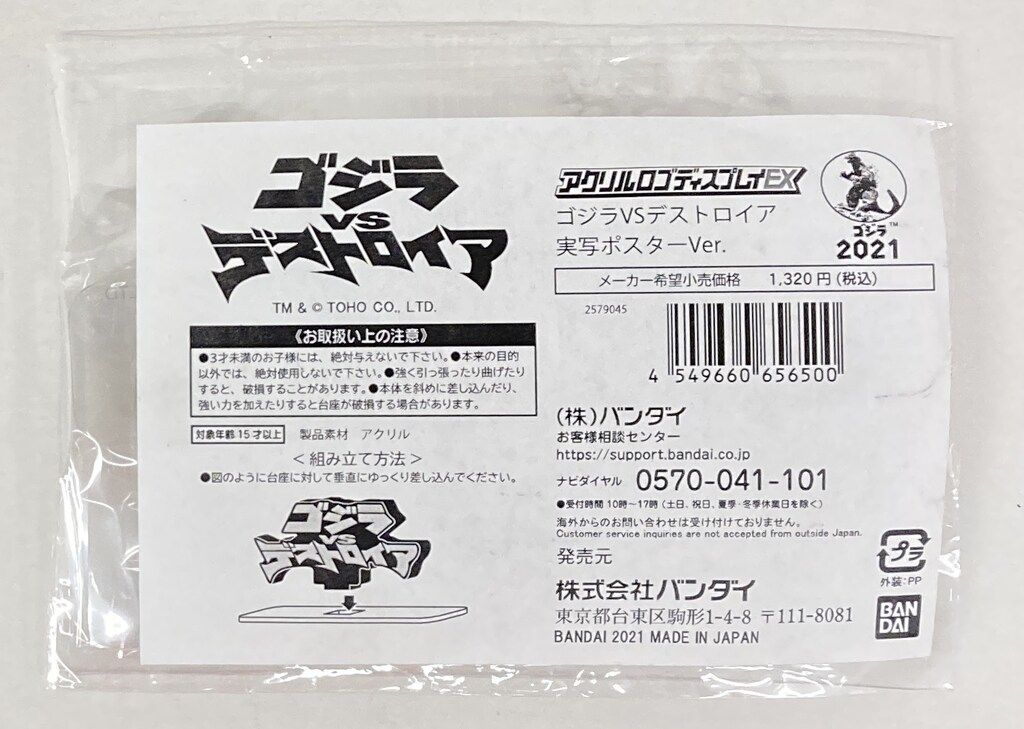 ゴジラ
VS
デストロイア
TM & © TOHO CO., LTD.
《お取扱い上の注意》
●3才未満のお子様には、絶対与えないで下さい。●本来の目的
以外では、絶対使用しないで下さい。●強く引っ張ったり曲げたり
すると、破損することがあります。●本体を斜めに差し込んだり、
強い力を加えたりすると台座が破損する場合があります。
対象年齢15才以上 製品素材 アクリル
<組み立て方法>
●図のように台座に対して垂直にゆっくり差し込んでください。
ゴジラ
VS
デストロイア
アクリルロゴディスプレイEX
ゴジラVSデストロイア
実写ポスターVer.
ゴジラ™
2021
メーカー希望小売価格 1,320円(税込)
2579045
4 549660 656500
(株)バンダイ
お客様相談センター
https://support.bandai.co.jp
ナビダイヤル 0570-041-101
●受付時間 10時～17時(土日、祝日、夏季・冬季休業日を除く)
海外からのお問い合わせは受け付けておりません。
Customer service inquiries are not accepted from outside Japan.
発売元
株式会社バンダイ
東京都台東区駒形1-4-8 〒111-8081
BANDAI 2021 MADE IN JAPAN
プラ
外装:PP
BAN
DAI